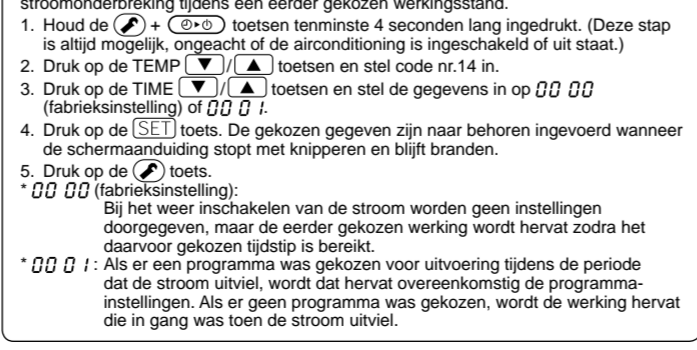 stroomonderbreking tijdens een eerder gekozen werkingsstand.
1. Houd de + toetsen tenminste 4 seconden lang ingedrukt. (Deze stap
is altijd mogelijk, ongeacht of de airconditioning is ingeschakeld of uit staat.)
2. Druk op de TEMP ▼/▲ toetsen en stel code nr.14 in.
3. Druk op de TIME ▼/▲ toetsen en stel de gegevens in op 00 00
(fabrieksinstelling) of 00 01.
4. Druk op de SET toets. De gekozen gegeven zijn naar behoren ingevoerd wanneer
de schermaanduiding stopt met knipperen en blijft branden.
5. Druk op de toets.
* 00 00 (fabrieksinstelling):
Bij het weer inschakelen van de stroom worden geen instellingen
doorgegeven, maar de eerder gekozen werking wordt hervat zodra het
daarvoor gekozen tijdstip is bereikt.
* 00 01: Als er een programma was gekozen voor uitvoering tijdens de periode
dat de stroom uitviel, wordt dat hervat overeenkomstig de programma-
instellingen. Als er geen programma was gekozen, wordt de werking hervat
die in gang was toen de stroom uitviel.